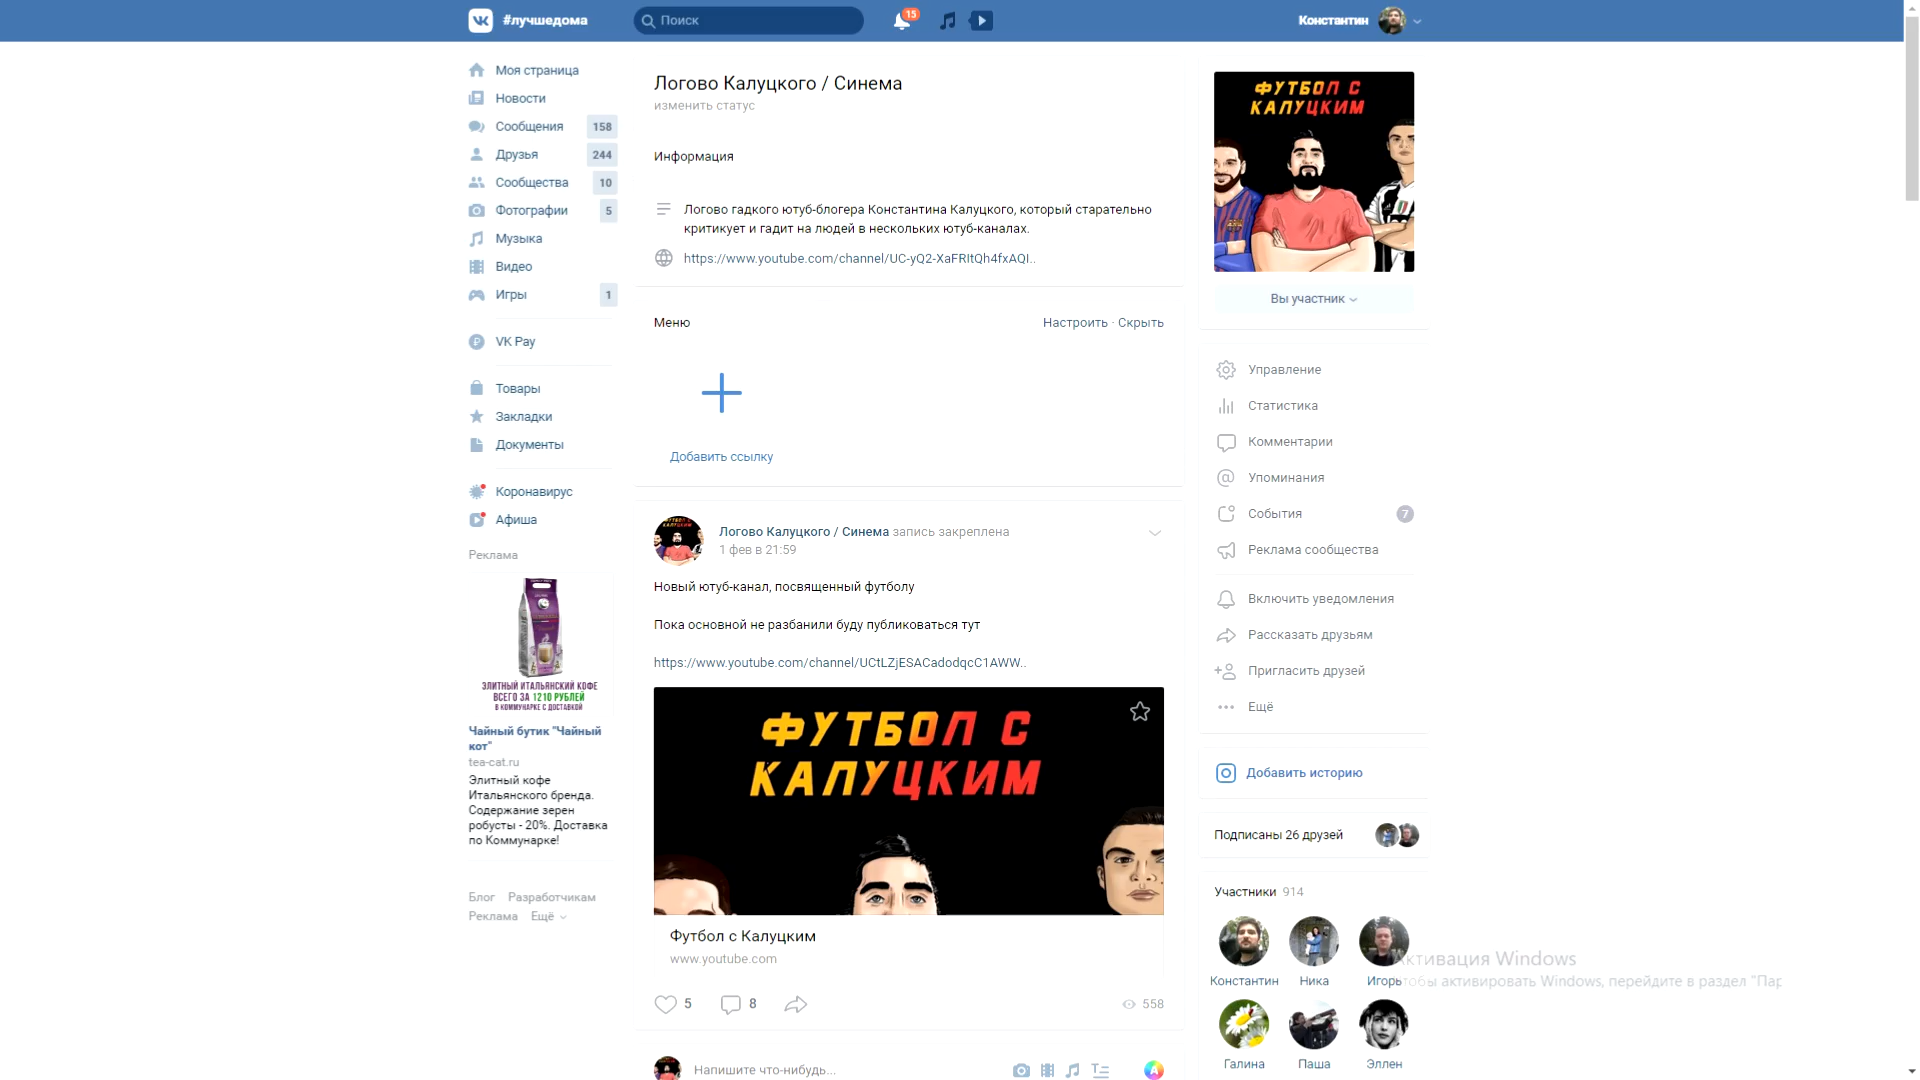 #лучшедома
Поиск
15
Константин
Моя страница
Новости
Сообщения 158
Друзья 244
Сообщества 10
Фотографии 5
Музыка
Видео
Игры 1
VK Pay
Товары
Закладки
Документы
Коронавирус
Афиша
Реклама
ЭЛИТНЫЙ ИТАЛЬЯНСКИЙ КОФЕ
ВСЕГО ЗА 1210 РУБЛЕЙ
В КОММУНАРКЕ С ДОСТАВКОЙ
Чайный бутик "Чайный
кот"
tea-cat.ru
Элитный кофе
Итальянского бренда.
Содержание зерен
робусты - 20%. Доставка
по Коммунарке!
Блог Разработчикам
Реклама Ещё
Логово Калуцкого / Синема
изменить статус
Информация
Логово гадкого ютуб-блогера Константина Калуцкого, который старательно
критикует и гадит на людей в нескольких ютуб-каналах.
https://www.youtube.com/channel/UC-yQ2-XaFRItQh4fxAQI..
Меню Настроить · Скрыть
Добавить ссылку
Логово Калуцкого / Синема запись закреплена
1 фев в 21:59
Новый ютуб-канал, посвященный футболу
Пока основной не разбанили буду публиковаться тут
https://www.youtube.com/channel/UCtLZjESACadodqcC1AWW..
ФУТБОЛ С
КАЛУЦКИМ
Футбол с Калуцким
www.youtube.com
5 8 558
Напишите что-нибудь...
ФУТБОЛ С
КАЛУЦКИМ
Вы участник
Управление
Статистика
Комментарии
Упоминания
События 7
Реклама сообщества
Включить уведомления
Рассказать друзьям
Пригласить друзей
Ещё
Добавить историю
Подписаны 26 друзей
Участники 914
Константин Ника Игорь
Галина Паша Эллен
Активация Windows
Чтобы активировать Windows, перейдите в раздел "Пар